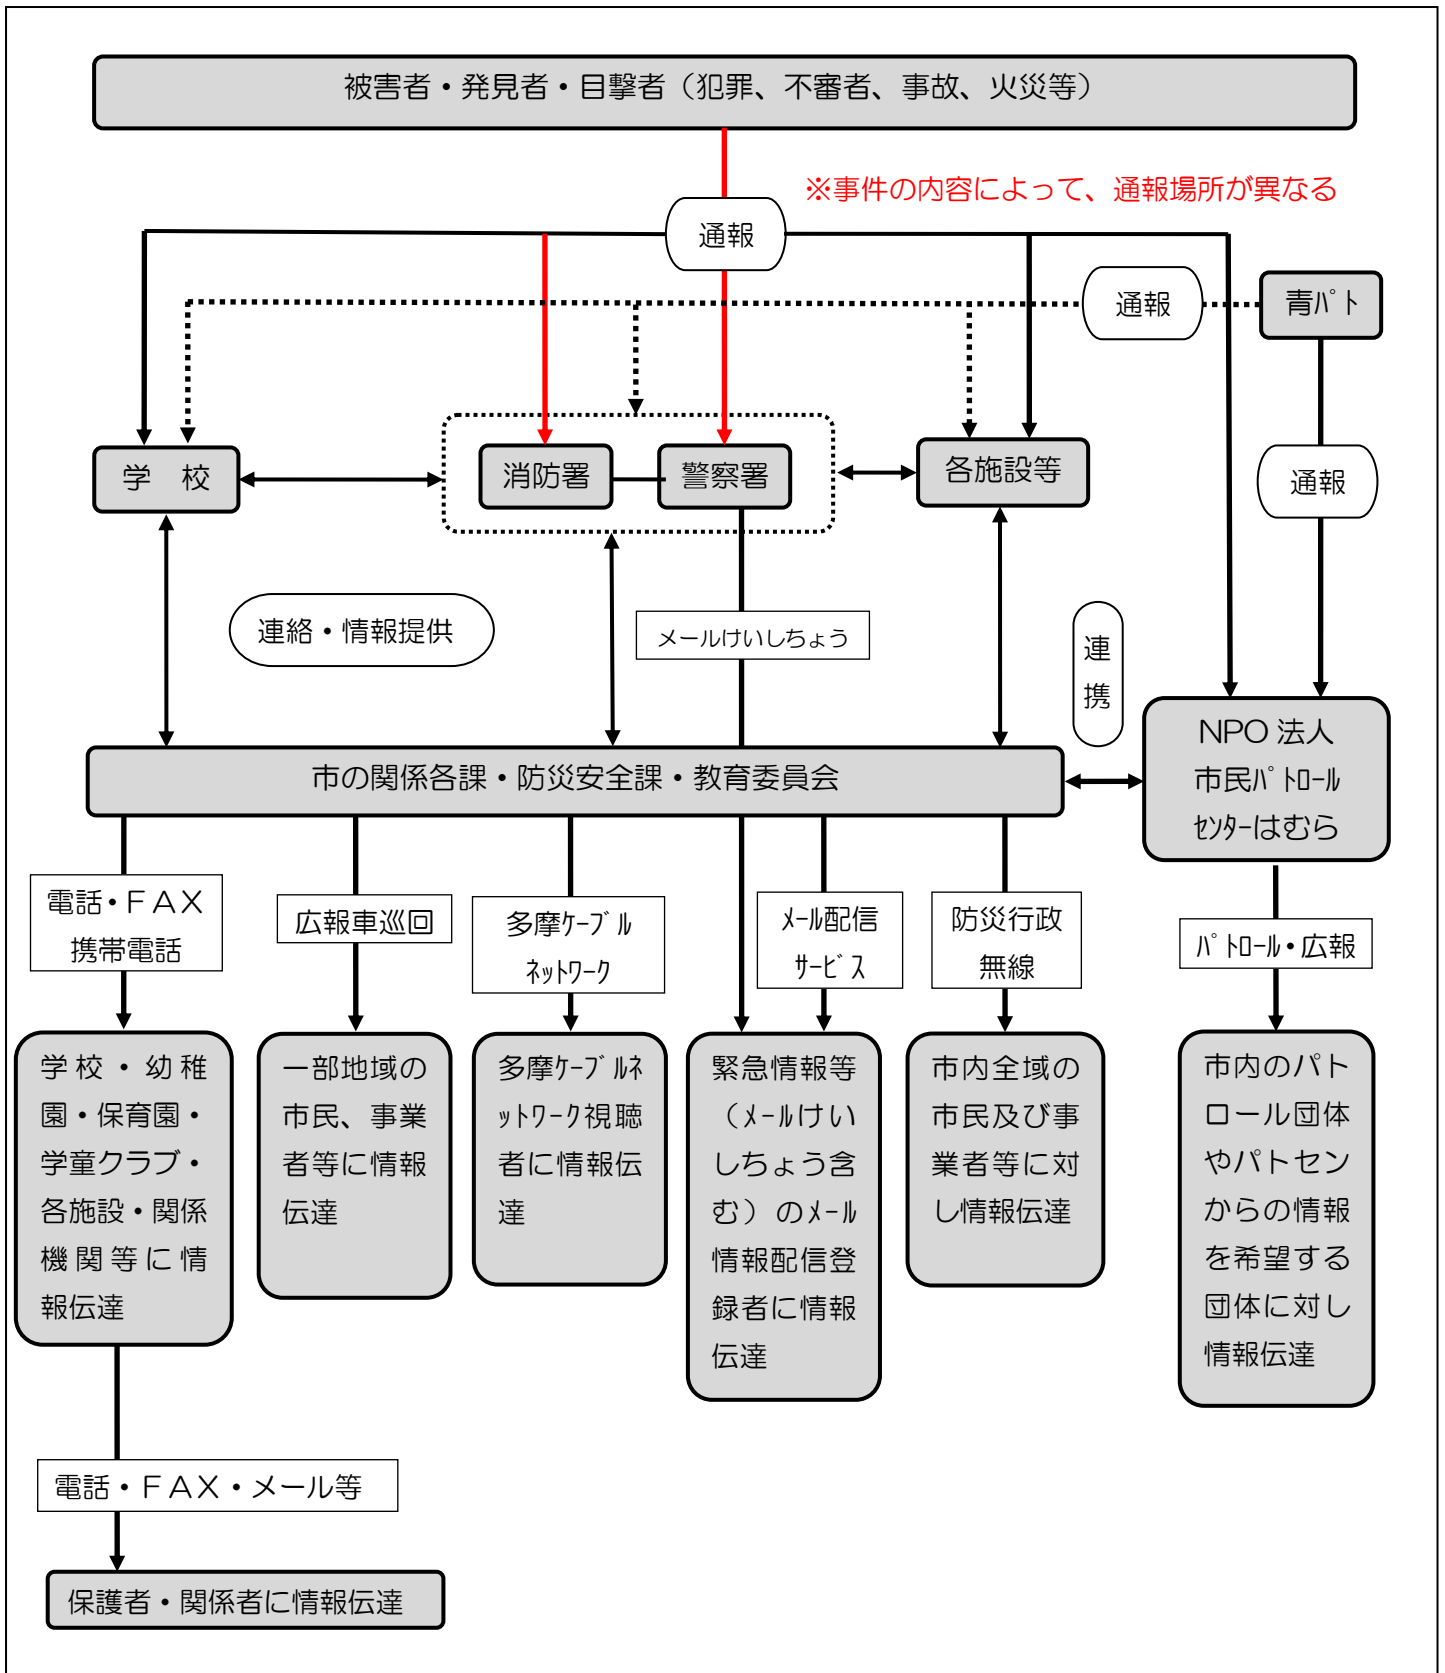 被害者・発見者・目撃者（犯罪、不審者、事故、火災等）
※事件の内容によって、通報場所が異なる
通報
通報
青ﾊﾟﾄ
学　校
消防署
警察署
各施設等
通報
連絡・情報提供
メールけいしちょう
連
携
市の関係各課・防災安全課・教育委員会
NPO 法人
市民ﾊﾟﾄﾛｰﾙ
ｾﾝﾀｰはむら
電話・ＦＡＸ
携帯電話
広報車巡回
多摩ｹｰﾌﾞﾙ
ﾈｯﾄﾜｰｸ
ﾒｰﾙ配信
ｻｰﾋﾞｽ
防災行政
無線
ﾊﾟﾄﾛｰﾙ・広報
学校・幼稚
園・保育園・
学童クラブ・
各施設・関係
機関等に情
報伝達
一部地域の
市民、事業
者等に情報
伝達
多摩ｹｰﾌﾞﾙﾈ
ｯﾄﾜｰｸ視聴
者に情報伝
達
緊急情報等
（ﾒｰﾙけい
しちょう含
む）のﾒｰﾙ
情報配信登
録者に情報
伝達
市内全域の
市民及び事
業者等に対
し情報伝達
市内のパト
ロール団体
やパトセン
からの情報
を希望する
団体に対し
情報伝達
電話・ＦＡＸ・メール等
保護者・関係者に情報伝達